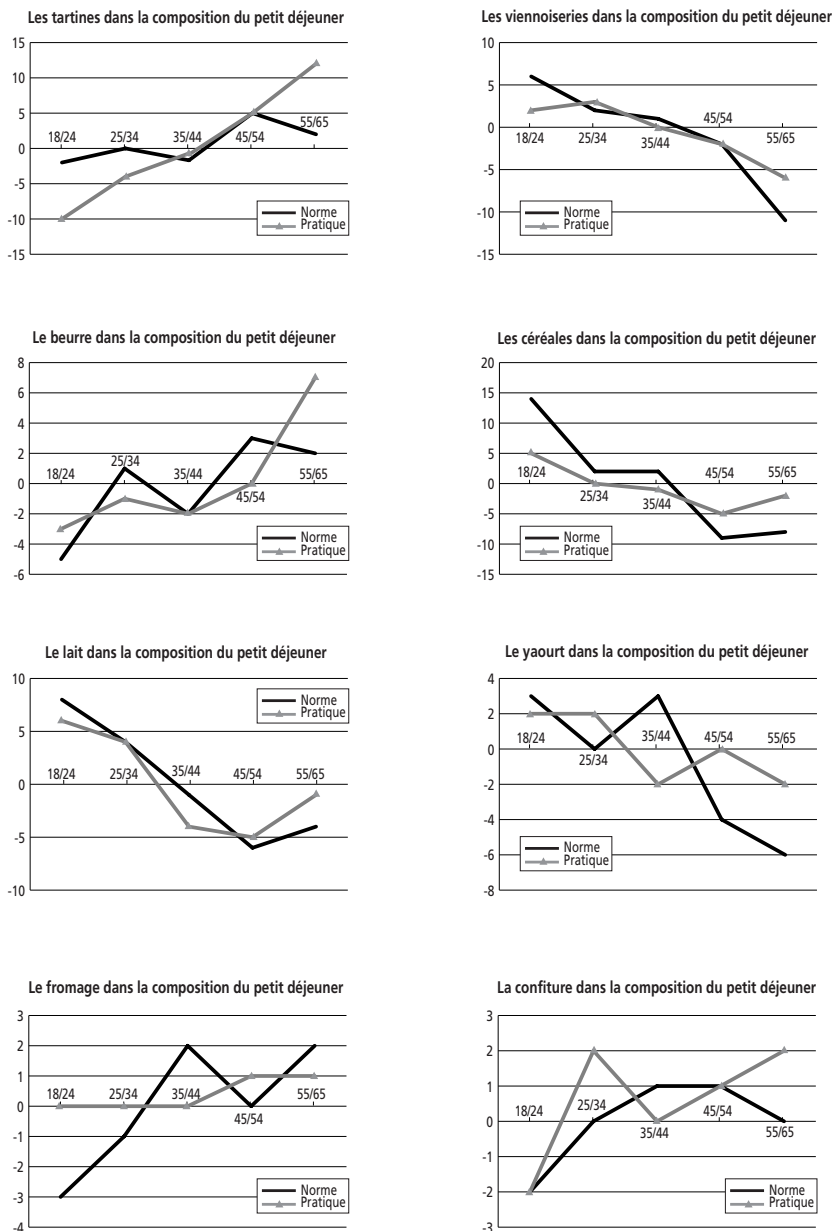 Les tartines dans la composition du petit déjeuner
15
10
5
0
-5
-10
-15
18/24 25/34 35/44 45/54 55/65
Norme
Pratique
Les viennoiseries dans la composition du petit déjeuner
10
5
0
-5
-10
-15
18/24 25/34 35/44 45/54 55/65
Norme
Pratique
Le beurre dans la composition du petit déjeuner
8
6
4
2
0
-2
-4
-6
18/24 25/34 35/44 45/54 55/65
Norme
Pratique
Les céréales dans la composition du petit déjeuner
20
15
10
5
0
-5
-10
-15
18/24 25/34 35/44 45/54 55/65
Norme
Pratique
Le lait dans la composition du petit déjeuner
10
5
0
-5
-10
18/24 25/34 35/44 45/54 55/65
Norme
Pratique
Le yaourt dans la composition du petit déjeuner
4
2
0
-2
-4
-6
-8
18/24 25/34 35/44 45/54 55/65
Norme
Pratique
Le fromage dans la composition du petit déjeuner
3
2
1
0
-1
-2
-3
-4
18/24 25/34 35/44 45/54 55/65
Norme
Pratique
La confiture dans la composition du petit déjeuner
3
2
1
0
-1
-2
-3
18/24 25/34 35/44 45/54 55/65
Norme
Pratique